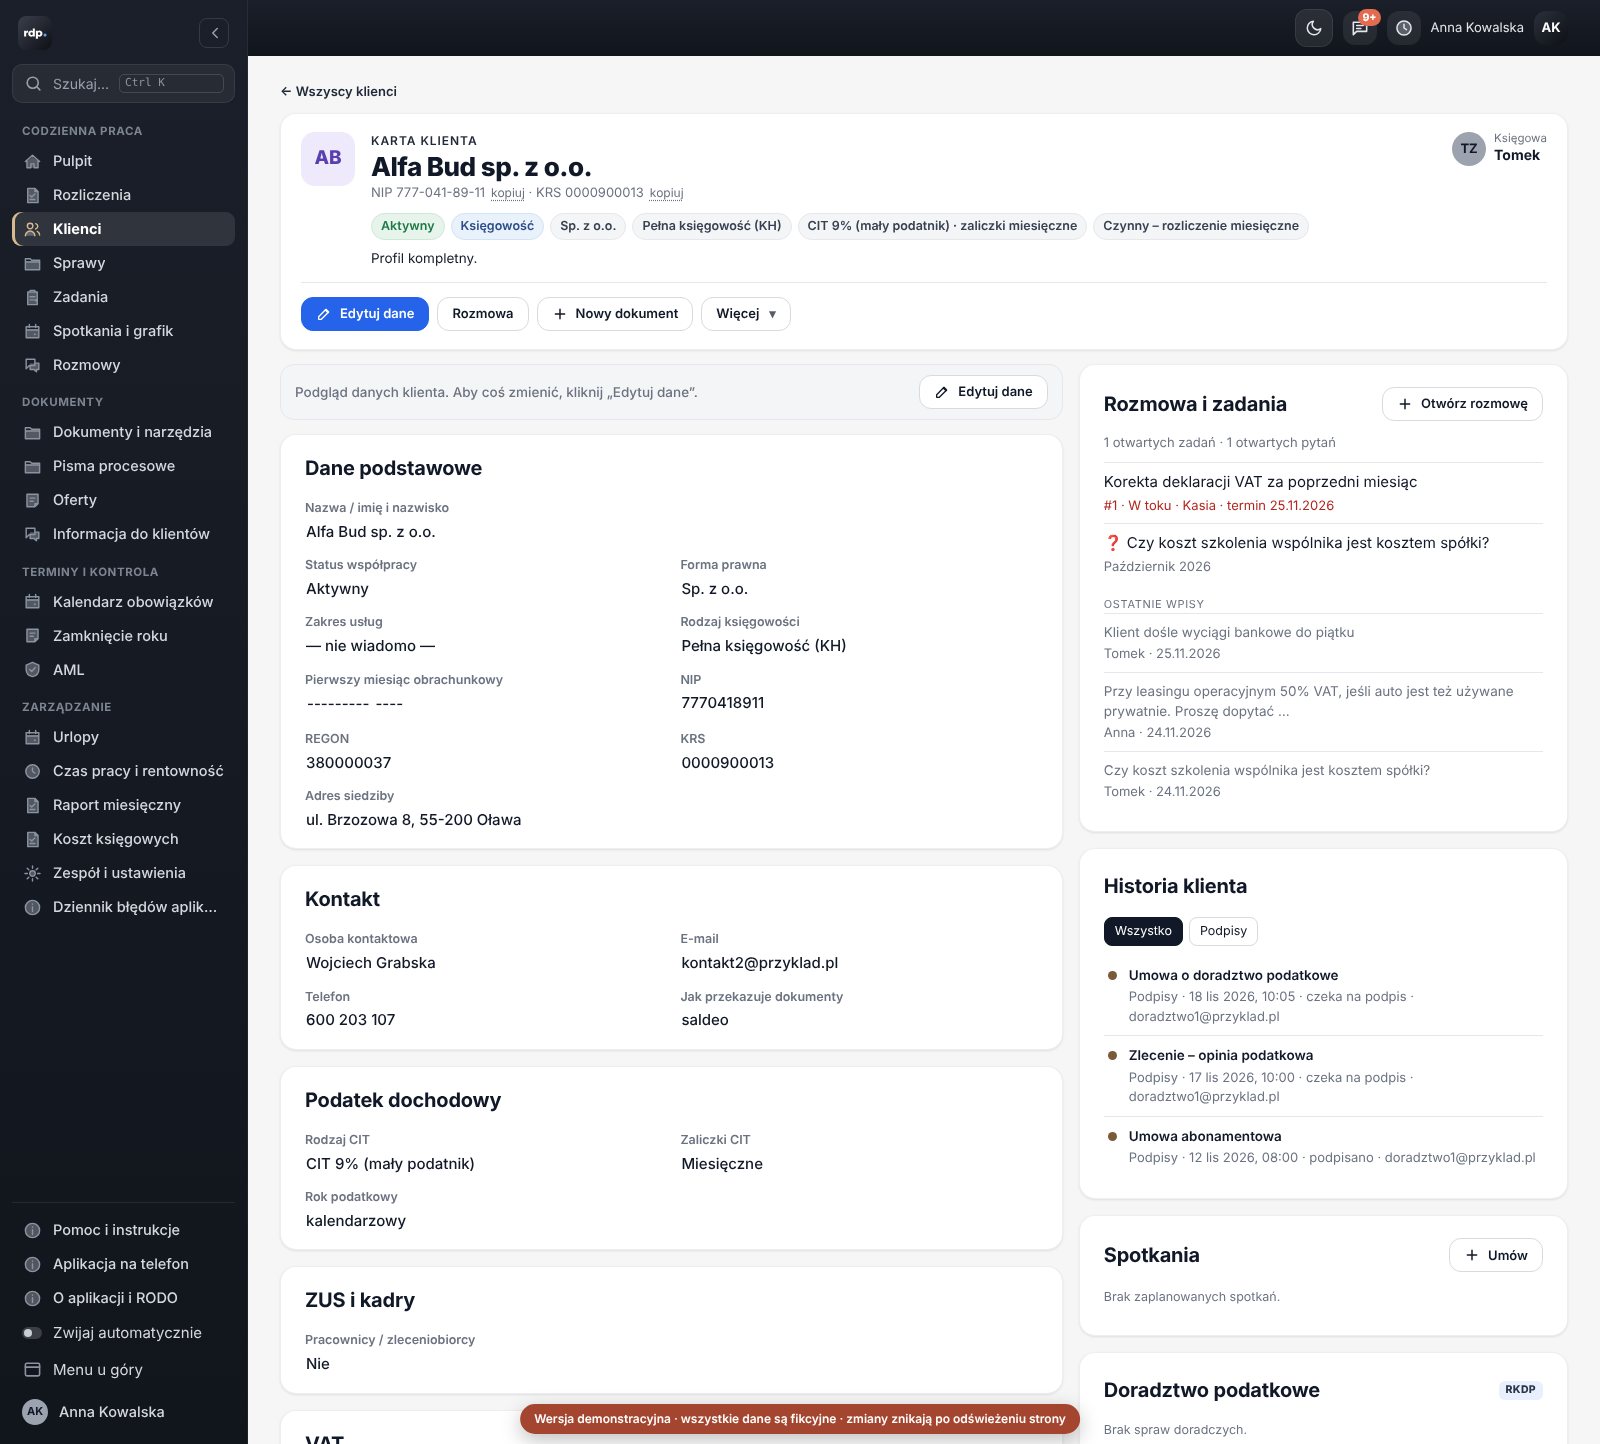 rdp.
Szukaj... Ctrl K
CODZIENNA PRACA
Pulpit
Rozliczenia
Klienci
Sprawy
Zadania
Spotkania i grafik
Rozmowy
DOKUMENTY
Dokumenty i narzędzia
Pisma procesowe
Oferty
Informacja do klientów
TERMINY I KONTROLA
Kalendarz obowiązków
Zamknięcie roku
AML
ZARZĄDZANIE
Urlopy
Czas pracy i rentowność
Raport miesięczny
Koszt księgowych
Zespół i ustawienia
Dziennik błędów aplik...
Pomoc i instrukcje
Aplikacja na telefon
O aplikacji i RODO
Zwijaj automatycznie
Menu u góry
AK Anna Kowalska
9+ Anna Kowalska AK
← Wszyscy klienci
AB
KARTA KLIENTA
Alfa Bud sp. z o.o.
NIP 777-041-89-11 kopiuj · KRS 0000900013 kopiuj
Aktywny Księgowość Sp. z o.o. Pełna księgowość (KH) CIT 9% (mały podatnik) · zaliczki miesięczne Czynny – rozliczenie miesięczne
Profil kompletny.
TZ Księgowa
Tomek
Edytuj dane Rozmowa + Nowy dokument Więcej ▾
Podgląd danych klienta. Aby coś zmienić, kliknij „Edytuj dane”. Edytuj dane
Dane podstawowe
Nazwa / imię i nazwisko
Alfa Bud sp. z o.o.
Status współpracy Forma prawna
Aktywny Sp. z o.o.
Zakres usług Rodzaj księgowości
— nie wiadomo — Pełna księgowość (KH)
Pierwszy miesiąc obrachunkowy NIP
--------- ---- 7770418911
REGON KRS
380000037 0000900013
Adres siedziby
ul. Brzozowa 8, 55-200 Oława
Kontakt
Osoba kontaktowa E-mail
Wojciech Grabska kontakt2@przyklad.pl
Telefon Jak przekazuje dokumenty
600 203 107 saldeo
Podatek dochodowy
Rodzaj CIT Zaliczki CIT
CIT 9% (mały podatnik) Miesięczne
Rok podatkowy
kalendarzowy
ZUS i kadry
Pracownicy / zleceniobiorcy
Nie
VAT
Rozmowa i zadania + Otwórz rozmowę
1 otwartych zadań · 1 otwartych pytań
Korekta deklaracji VAT za poprzedni miesiąc
#1 · W toku · Kasia · termin 25.11.2026
❓ Czy koszt szkolenia wspólnika jest kosztem spółki?
Październik 2026
OSTATNIE WPISY
Klient dośle wyciągi bankowe do piątku
Tomek · 25.11.2026
Przy leasingu operacyjnym 50% VAT, jeśli auto jest też używane
prywatnie. Proszę dopytać ...
Anna · 24.11.2026
Czy koszt szkolenia wspólnika jest kosztem spółki?
Tomek · 24.11.2026
Historia klienta
Wszystko Podpisy
Umowa o doradztwo podatkowe
Podpisy · 18 lis 2026, 10:05 · czeka na podpis ·
doradztwo1@przyklad.pl
Zlecenie – opinia podatkowa
Podpisy · 17 lis 2026, 10:00 · czeka na podpis ·
doradztwo1@przyklad.pl
Umowa abonamentowa
Podpisy · 12 lis 2026, 08:00 · podpisano · doradztwo1@przyklad.pl
Spotkania + Umów
Brak zaplanowanych spotkań.
Doradztwo podatkowe RKDP
Brak spraw doradczych.
Wersja demonstracyjna · wszystkie dane są fikcyjne · zmiany znikają po odświeżeniu strony